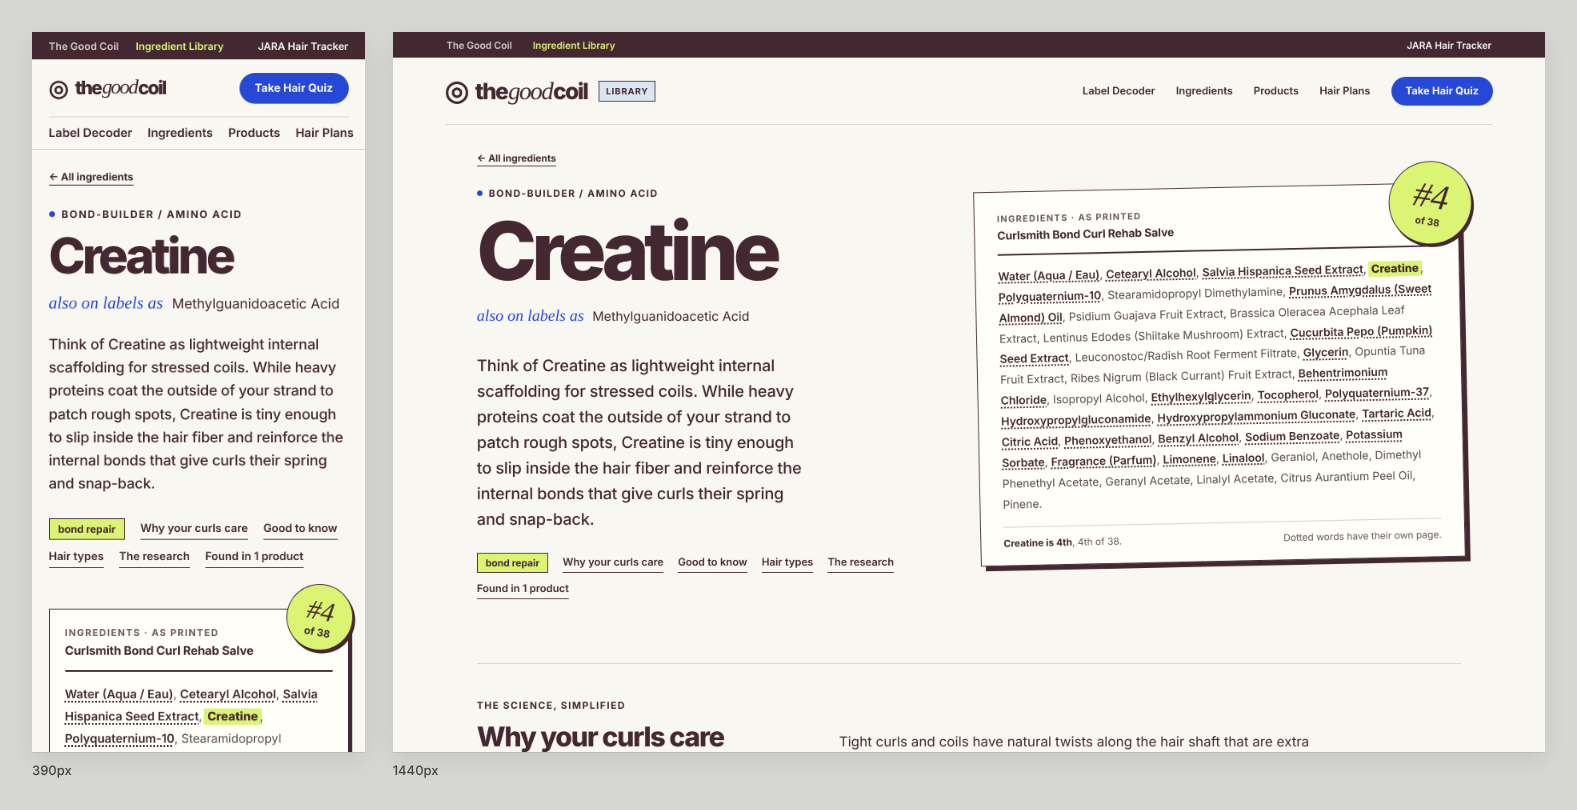 The Good Coil Ingredient Library JARA Hair Tracker
thegoodcoil Take Hair Quiz
Label Decoder Ingredients Products Hair Plans
← All ingredients
BOND-BUILDER / AMINO ACID
Creatine
also on labels as Methylguanidoacetic Acid
Think of Creatine as lightweight internal
scaffolding for stressed coils. While heavy
proteins coat the outside of your strand to
patch rough spots, Creatine is tiny enough
to slip inside the hair fiber and reinforce the
internal bonds that give curls their spring
and snap-back.
bond repair Why your curls care Good to know
Hair types The research Found in 1 product
#4
of 38
INGREDIENTS · AS PRINTED
Curlsmith Bond Curl Rehab Salve
Water (Aqua / Eau), Cetearyl Alcohol, Salvia
Hispanica Seed Extract, Creatine,
Polyquaternium-10, Stearamidopropyl
390px
The Good Coil Ingredient Library JARA Hair Tracker
thegoodcoil LIBRARY Label Decoder Ingredients Products Hair Plans Take Hair Quiz
← All ingredients
BOND-BUILDER / AMINO ACID
Creatine
also on labels as Methylguanidoacetic Acid
Think of Creatine as lightweight internal
scaffolding for stressed coils. While heavy
proteins coat the outside of your strand to
patch rough spots, Creatine is tiny enough
to slip inside the hair fiber and reinforce the
internal bonds that give curls their spring
and snap-back.
bond repair Why your curls care Good to know Hair types The research
Found in 1 product
#4
of 38
INGREDIENTS · AS PRINTED
Curlsmith Bond Curl Rehab Salve
Water (Aqua / Eau), Cetearyl Alcohol, Salvia Hispanica Seed Extract, Creatine,
Polyquaternium-10, Stearamidopropyl Dimethylamine, Prunus Amygdalus (Sweet
Almond) Oil, Psidium Guajava Fruit Extract, Brassica Oleracea Acephala Leaf
Extract, Lentinus Edodes (Shiitake Mushroom) Extract, Cucurbita Pepo (Pumpkin)
Seed Extract, Leuconostoc/Radish Root Ferment Filtrate, Glycerin, Opuntia Tuna
Fruit Extract, Ribes Nigrum (Black Currant) Fruit Extract, Behentrimonium
Chloride, Isopropyl Alcohol, Ethylhexylglycerin, Tocopherol, Polyquaternium-37,
Hydroxypropylgluconamide, Hydroxypropylammonium Gluconate, Tartaric Acid,
Citric Acid, Phenoxyethanol, Benzyl Alcohol, Sodium Benzoate, Potassium
Sorbate, Fragrance (Parfum), Limonene, Linalool, Geraniol, Anethole, Dimethyl
Phenethyl Acetate, Geranyl Acetate, Linalyl Acetate, Citrus Aurantium Peel Oil,
Pinene.
Creatine is 4th, 4th of 38. Dotted words have their own page.
THE SCIENCE, SIMPLIFIED
Why your curls care
Tight curls and coils have natural twists along the hair shaft that are extra
1440px